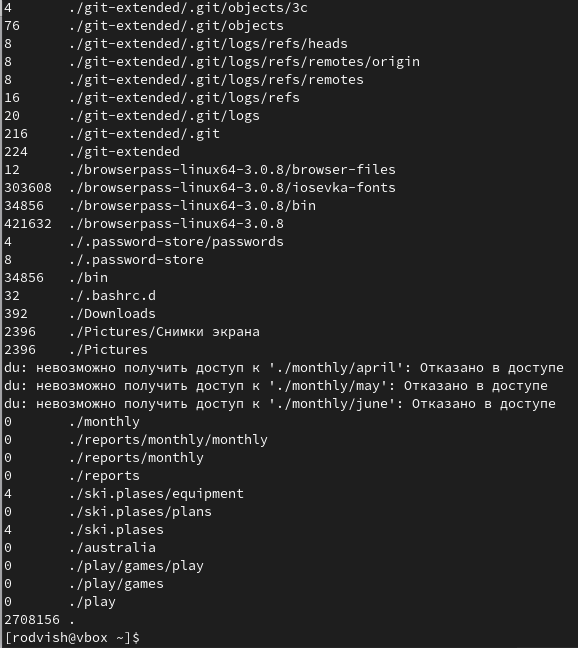 4       ./git-extended/.git/objects/3c
76      ./git-extended/.git/objects
8       ./git-extended/.git/logs/refs/heads
8       ./git-extended/.git/logs/refs/remotes/origin
8       ./git-extended/.git/logs/refs/remotes
16      ./git-extended/.git/logs/refs
20      ./git-extended/.git/logs
216     ./git-extended/.git
224     ./git-extended
12      ./browserpass-linux64-3.0.8/browser-files
303608  ./browserpass-linux64-3.0.8/iosevka-fonts
34856   ./browserpass-linux64-3.0.8/bin
421632  ./browserpass-linux64-3.0.8
4       ./.password-store/passwords
8       ./.password-store
34856   ./bin
32      ./.bashrc.d
392     ./Downloads
2396    ./Pictures/Снимки экрана
2396    ./Pictures
du: невозможно получить доступ к './monthly/april': Отказано в доступе
du: невозможно получить доступ к './monthly/may': Отказано в доступе
du: невозможно получить доступ к './monthly/june': Отказано в доступе
0       ./monthly
0       ./reports/monthly/monthly
0       ./reports/monthly
0       ./reports
4       ./ski.plases/equipment
0       ./ski.plases/plans
4       ./ski.plases
0       ./australia
0       ./play/games/play
0       ./play/games
0       ./play
2708156 .
[rodvish@vbox ~]$